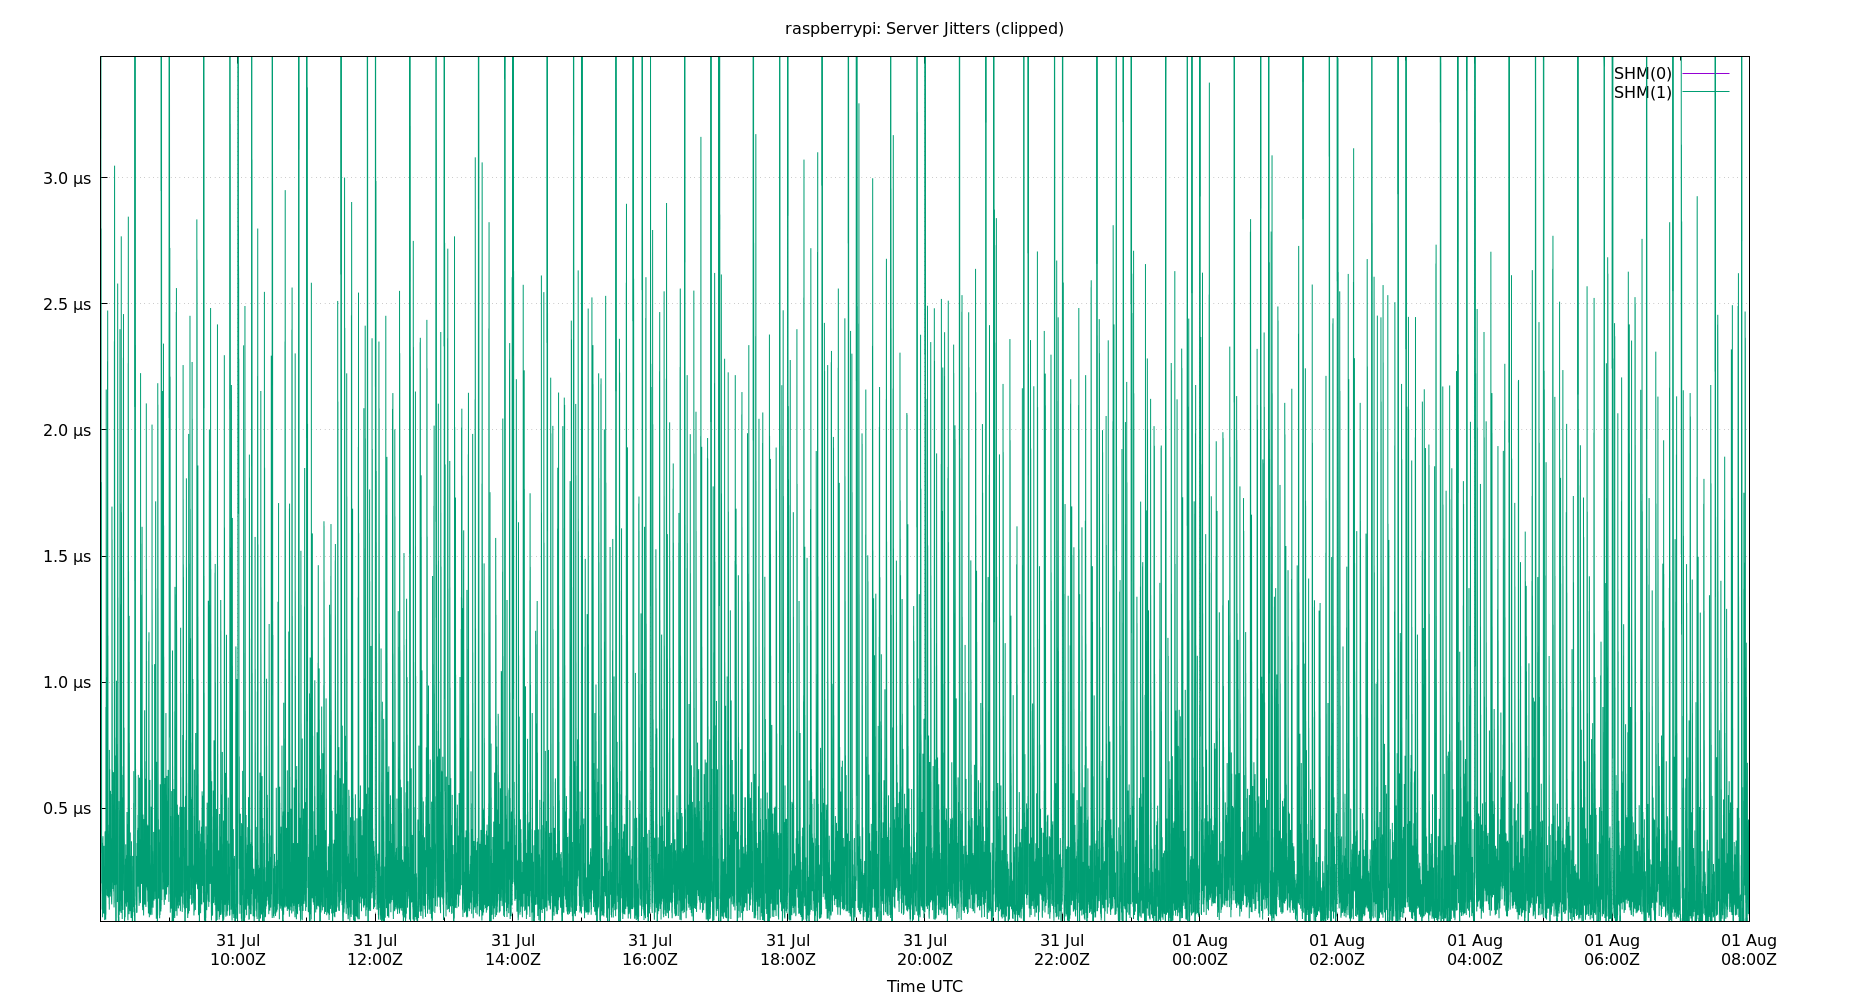 raspberrypi: Server Jitters (clipped)
SHM(0)
SHM(1)
3.0 µs
2.5 µs
2.0 µs
1.5 µs
1.0 µs
0.5 µs
31 Jul 31 Jul 31 Jul 31 Jul 31 Jul 31 Jul 31 Jul 01 Aug 01 Aug 01 Aug 01 Aug 01 Aug
10:00Z 12:00Z 14:00Z 16:00Z 18:00Z 20:00Z 22:00Z 00:00Z 02:00Z 04:00Z 06:00Z 08:00Z
Time UTC